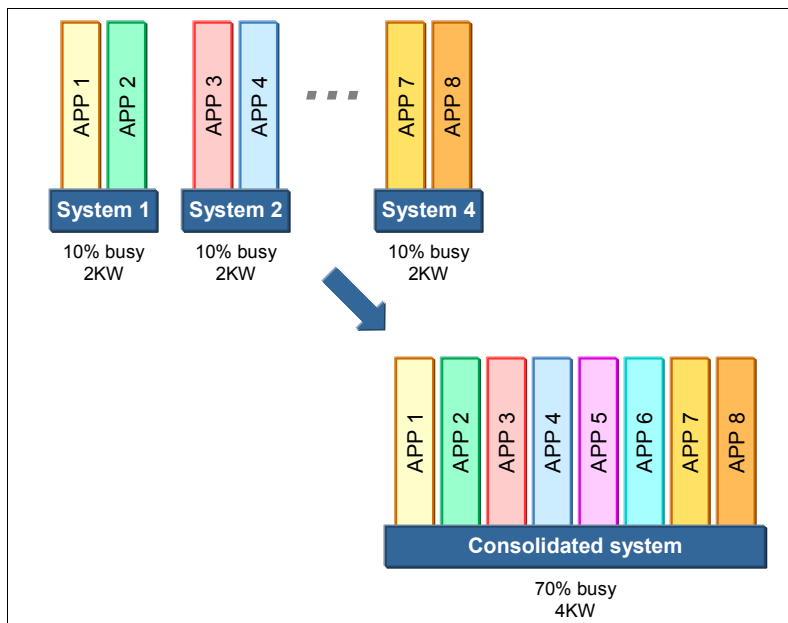 APP 1
APP 2
APP 3
APP 4
...
APP 7
APP 8
System 1
System 2
System 4
10% busy
2KW
10% busy
2KW
10% busy
2KW
APP 1
APP 2
APP 3
APP 4
APP 5
APP 6
APP 7
APP 8
Consolidated system
70% busy
4KW